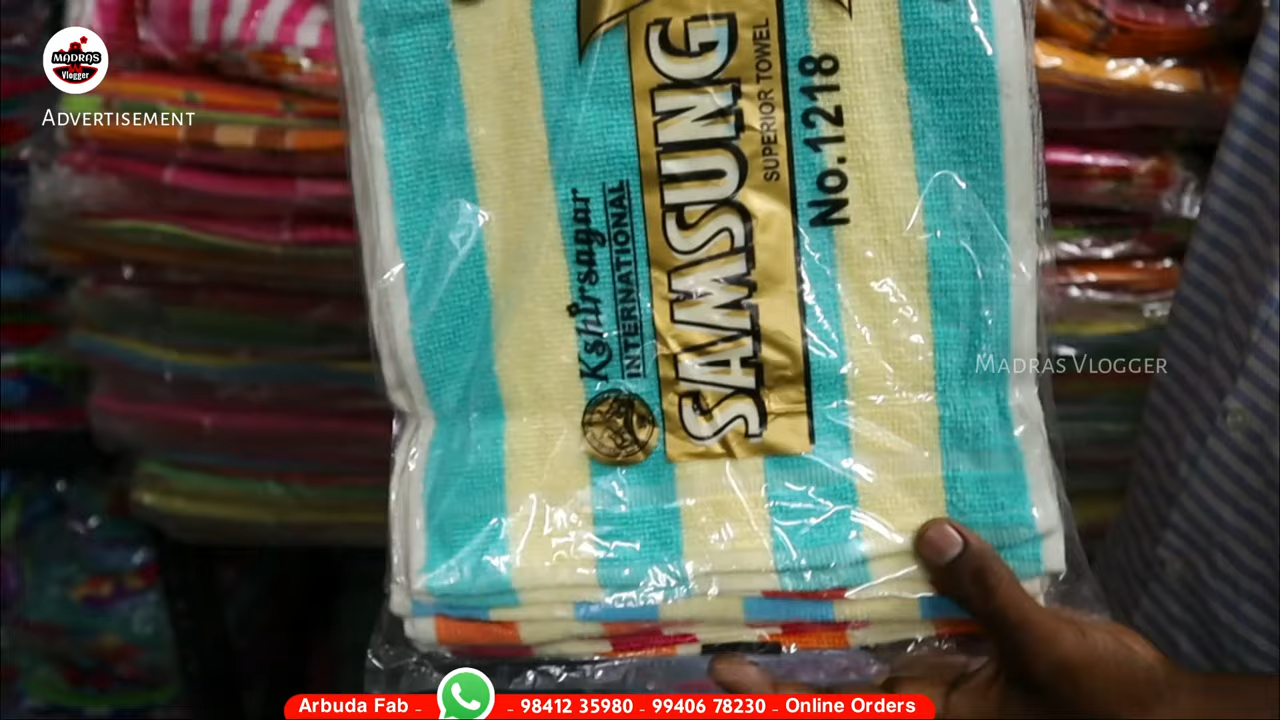 MADRAS
Vlogger
ADVERTISEMENT
Kshirsagar
INTERNATIONAL
SAMSUNG
SUPERIOR TOWEL
No.1218
MADRAS VLOGGER
Arbuda Fab - - 98412 35980 - 99406 78230 - Online Orders